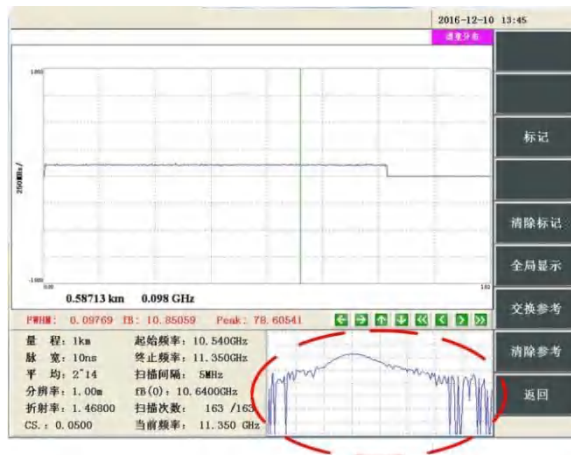 2016-12-10 13:45
标记
清除标记
全局显示
交换参考
清除参考
返回
250MHz/
0.00
0.58713 km 0.098 GHz
FWHM: 0.09769 fB: 10.85059 Peak: 78.60541
量 程: 1km 起始频率: 10.540GHz
脉 宽: 10ns 终止频率: 11.350GHz
平 均: 2^14 扫描间隔: 5MHz
分辨率: 1.00m fB(0): 10.6400GHz
折射率: 1.46800 扫描次数: 163 /163
CS.: 0.0500 当前频率: 11.350 GHz